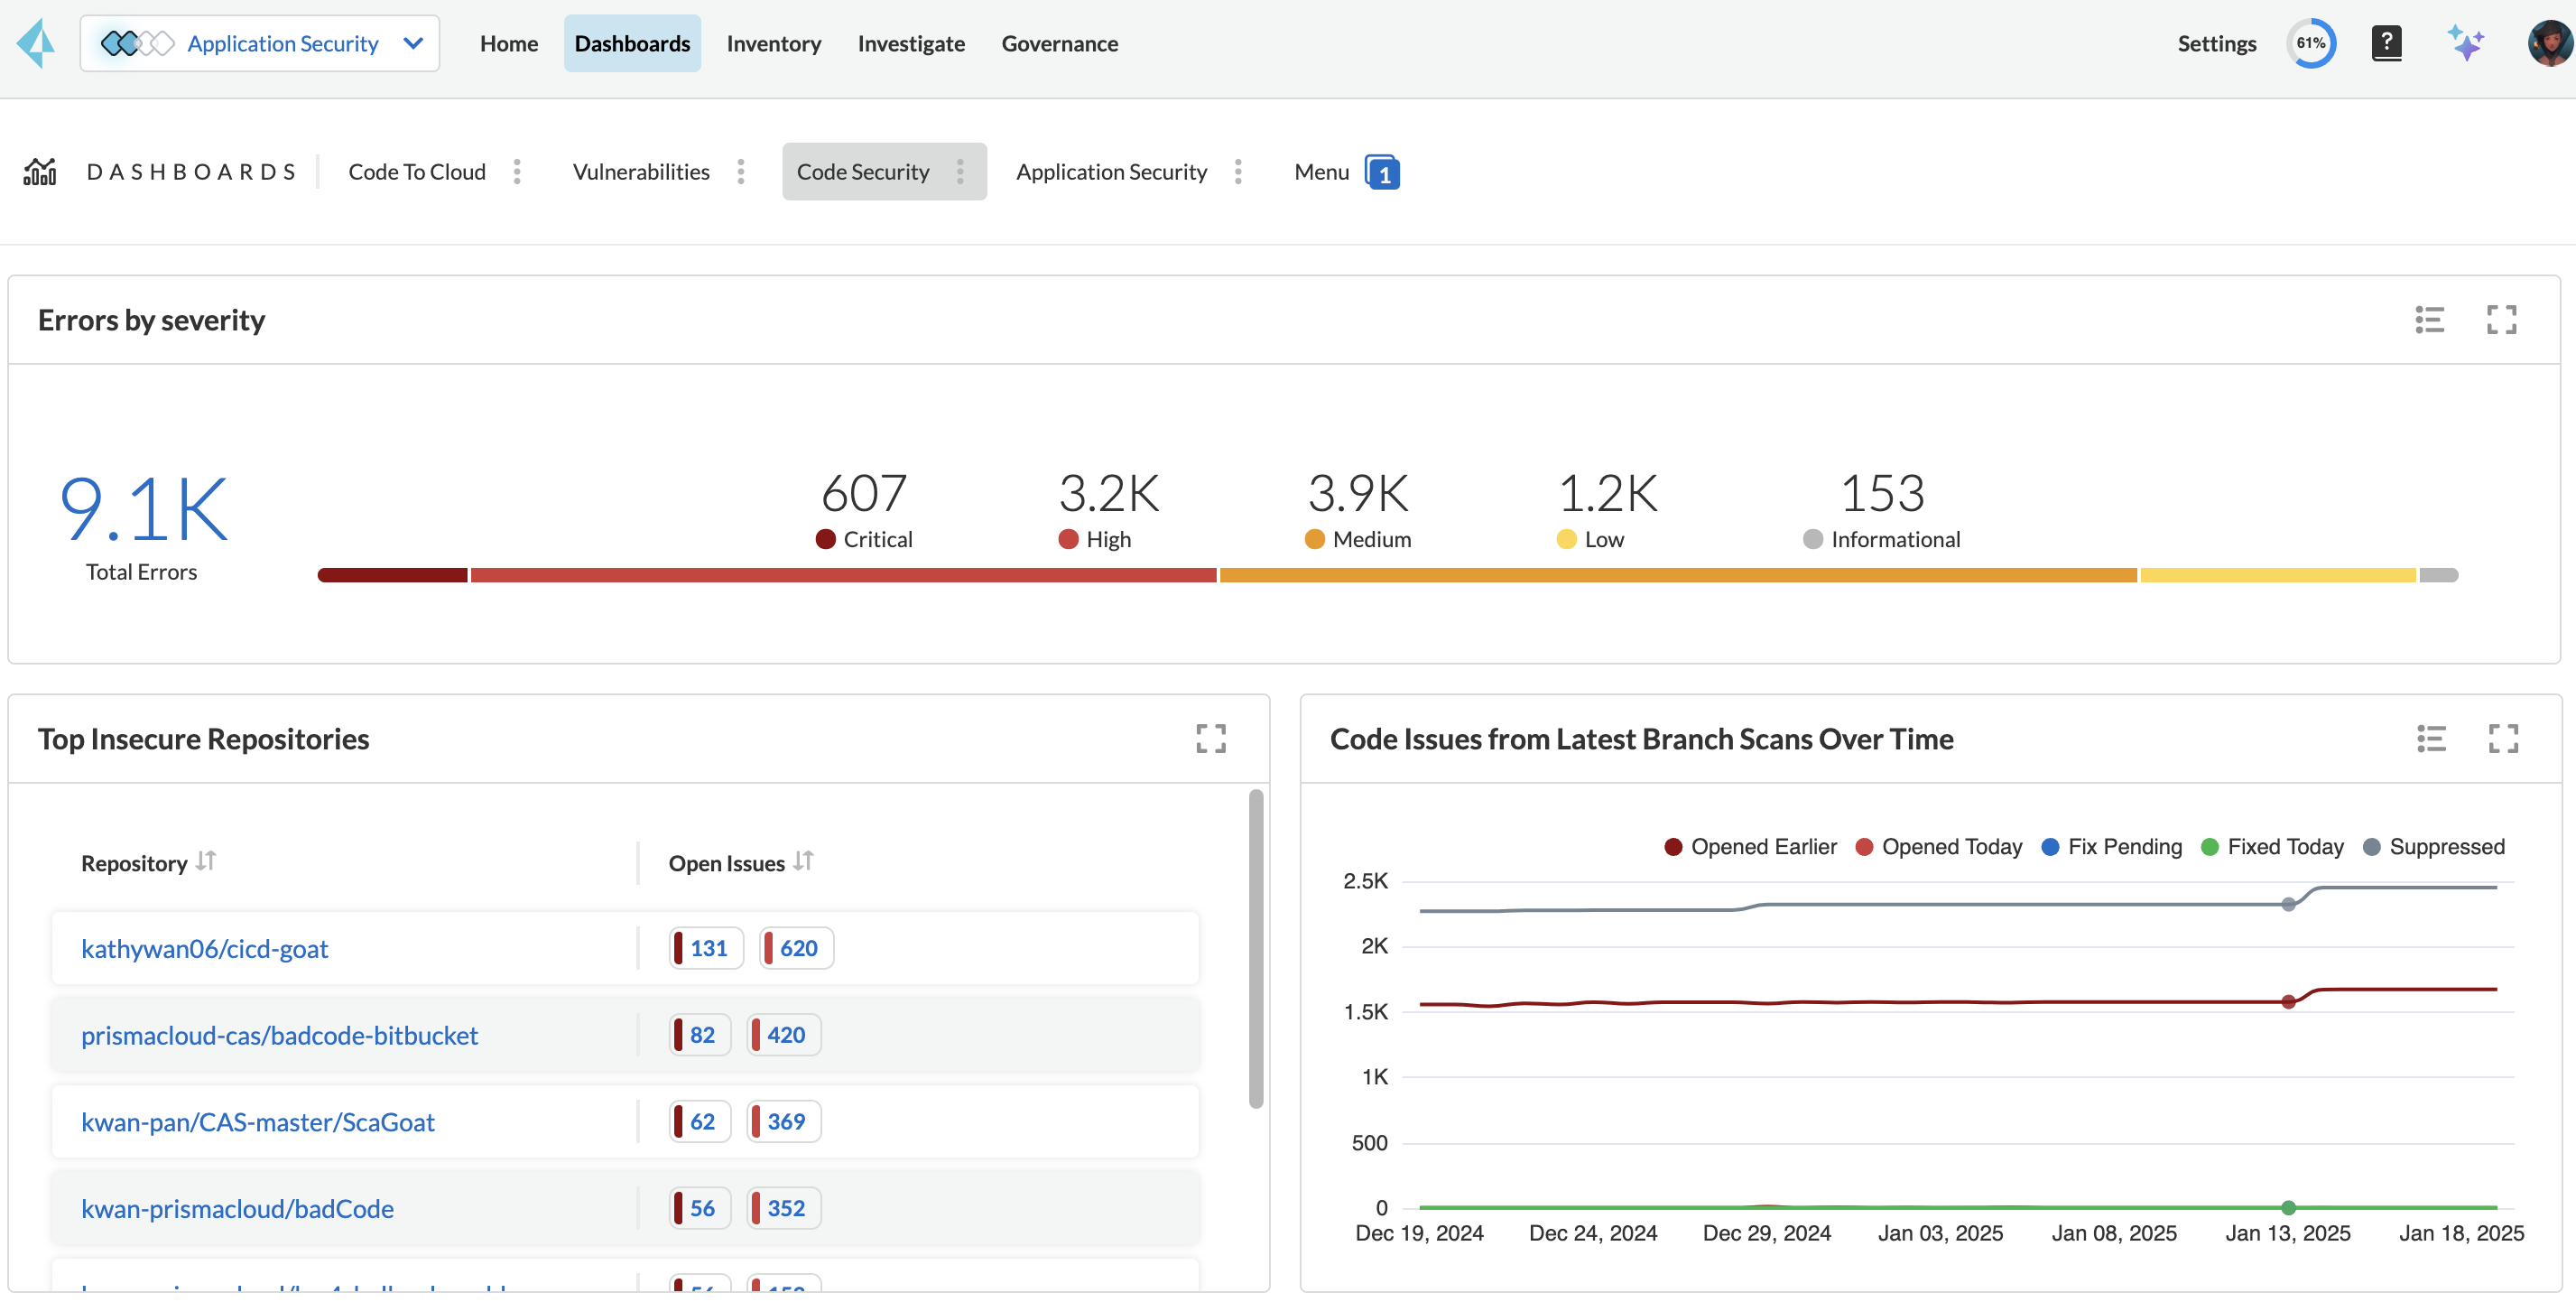 Application Security Home Dashboards Inventory Investigate Governance Settings 61% ?
DASHBOARDS Code To Cloud Vulnerabilities Code Security Application Security Menu 1
Errors by severity
9.1K
Total Errors
607 3.2K 3.9K 1.2K 153
Critical High Medium Low Informational
Top Insecure Repositories
Repository Open Issues
kathywan06/cicd-goat 131 620
prismacloud-cas/badcode-bitbucket 82 420
kwan-pan/CAS-master/ScaGoat 62 369
kwan-prismacloud/badCode 56 352
Code Issues from Latest Branch Scans Over Time
Opened Earlier Opened Today Fix Pending Fixed Today Suppressed
2.5K
2K
1.5K
1K
500
0
Dec 19, 2024 Dec 24, 2024 Dec 29, 2024 Jan 03, 2025 Jan 08, 2025 Jan 13, 2025 Jan 18, 2025